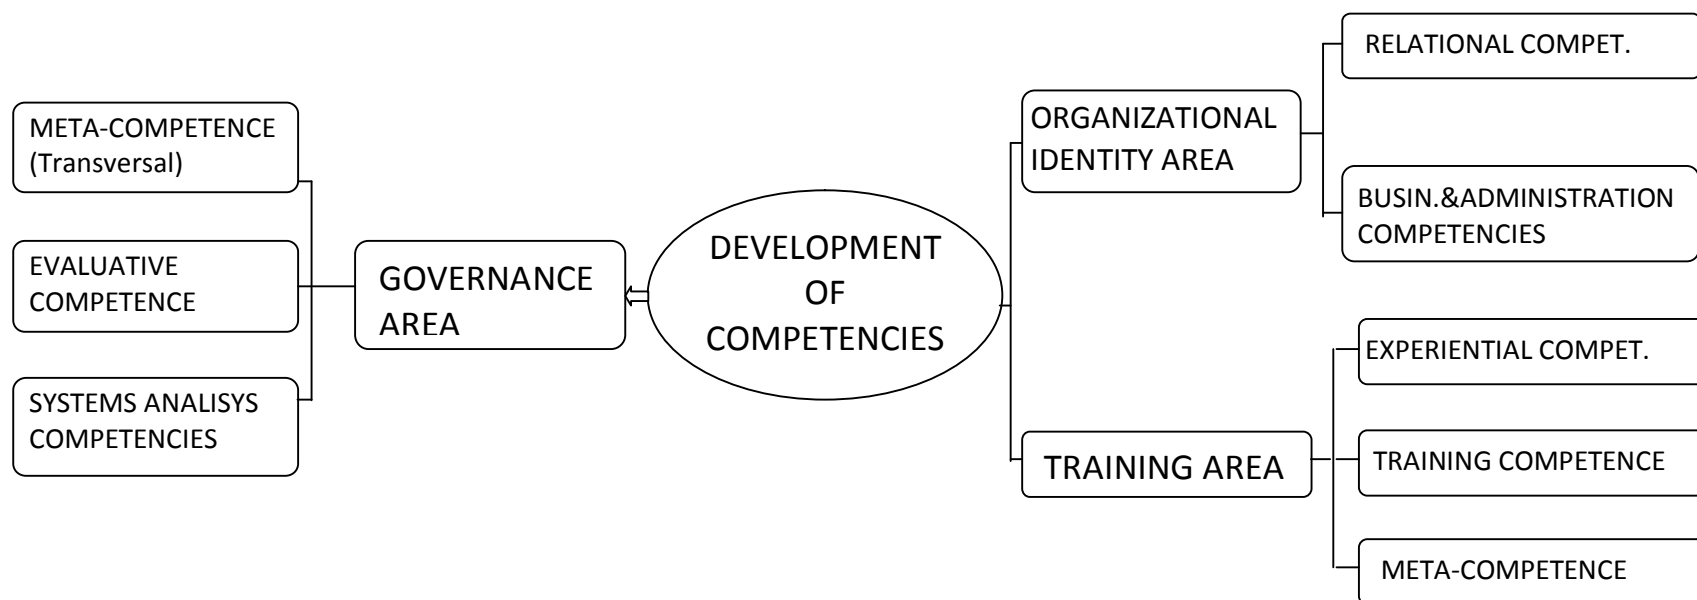 META-COMPETENCE
(Transversal)
EVALUATIVE
COMPETENCE
SYSTEMS ANALISYS
COMPETENCIES
GOVERNANCE
AREA
DEVELOPMENT
OF
COMPETENCIES
ORGANIZATIONAL
IDENTITY AREA
RELATIONAL COMPET.
BUSIN.&ADMINISTRATION
COMPETENCIES
TRAINING AREA
EXPERIENTIAL COMPET.
TRAINING COMPETENCE
META-COMPETENCE